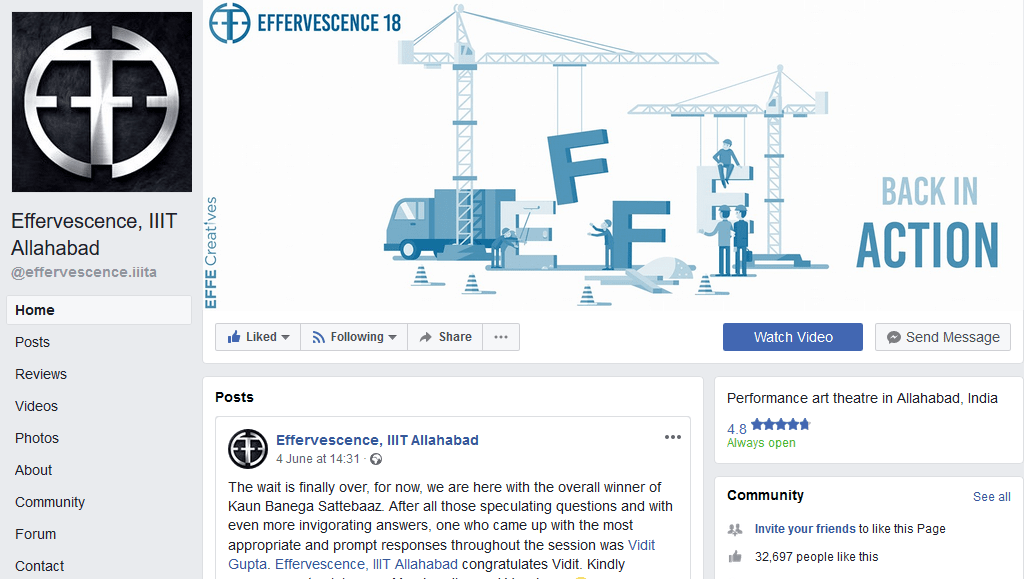 EFFERVESCENCE 18
EFFE Creat!ves
F
E
F
E
BACK IN
ACTION
Effervescence, IIIT
Allahabad
@effervescence.iiita
Home
Posts
Reviews
Videos
Photos
About
Community
Forum
Contact
Liked
Following
Share
...
Watch Video
Send Message
Posts
Effervescence, IIIT Allahabad
4 June at 14:31 ·
The wait is finally over, for now, we are here with the overall winner of
Kaun Banega Sattebaaz. After all those speculating questions and with
even more invigorating answers, one who came up with the most
appropriate and prompt responses throughout the session was Vidit
Gupta. Effervescence, IIIT Allahabad congratulates Vidit. Kindly
Performance art theatre in Allahabad, India
4.8
Always open
Community
See all
Invite your friends to like this Page
32,697 people like this